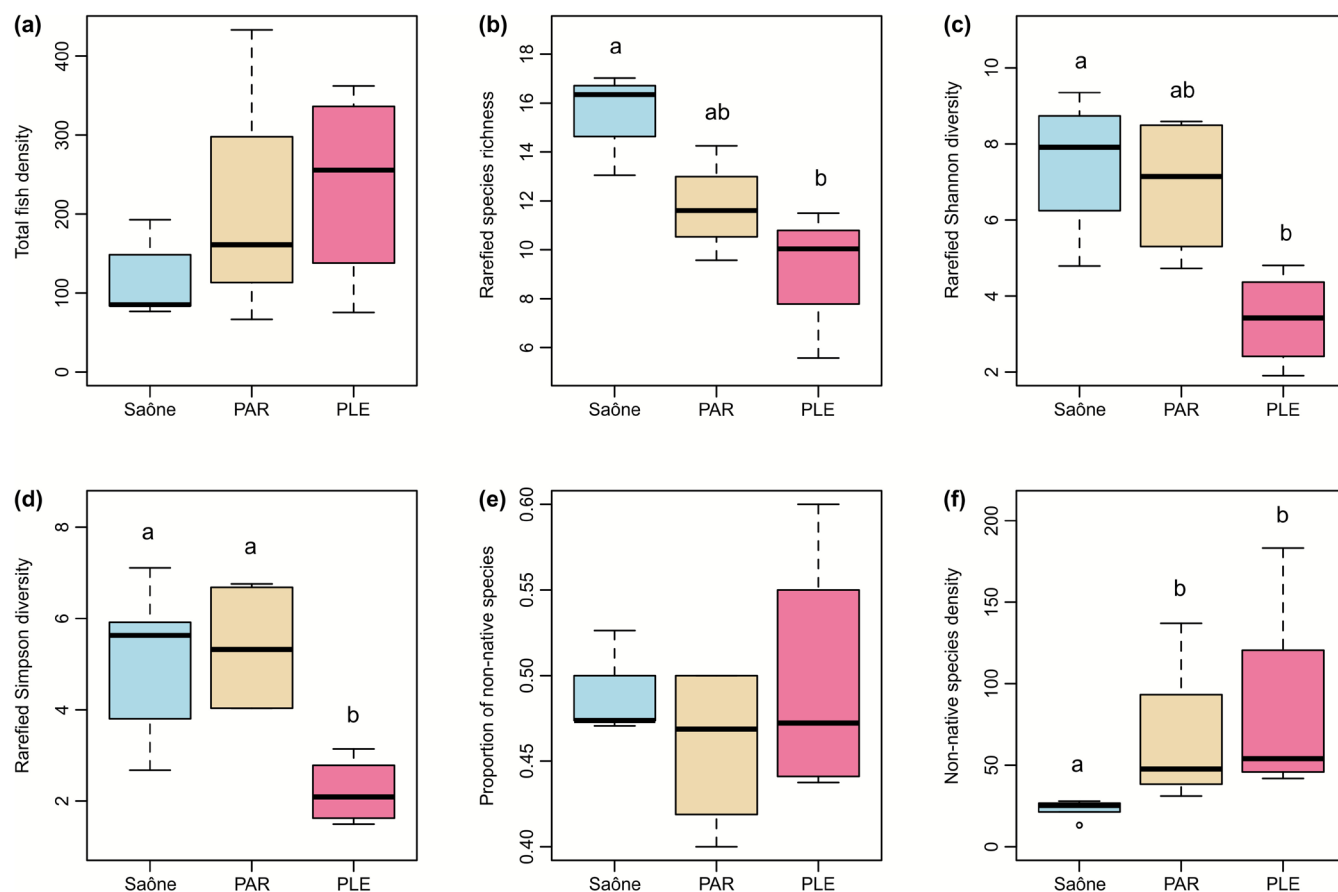 (a)
Total fish density
400
300
200
100
0
Saône PAR PLE
(b)
Rarefied species richness
18
16
14
12
10
8
6
a
ab
b
Saône PAR PLE
(c)
Rarefied Shannon diversity
10
8
6
4
2
a
ab
b
Saône PAR PLE
(d)
Rarefied Simpson diversity
8
6
4
2
a
a
b
Saône PAR PLE
(e)
Proportion of non-native species
0.60
0.55
0.50
0.45
0.40
Saône PAR PLE
(f)
Non-native species density
200
150
100
50
0
a
b
b
Saône PAR PLE